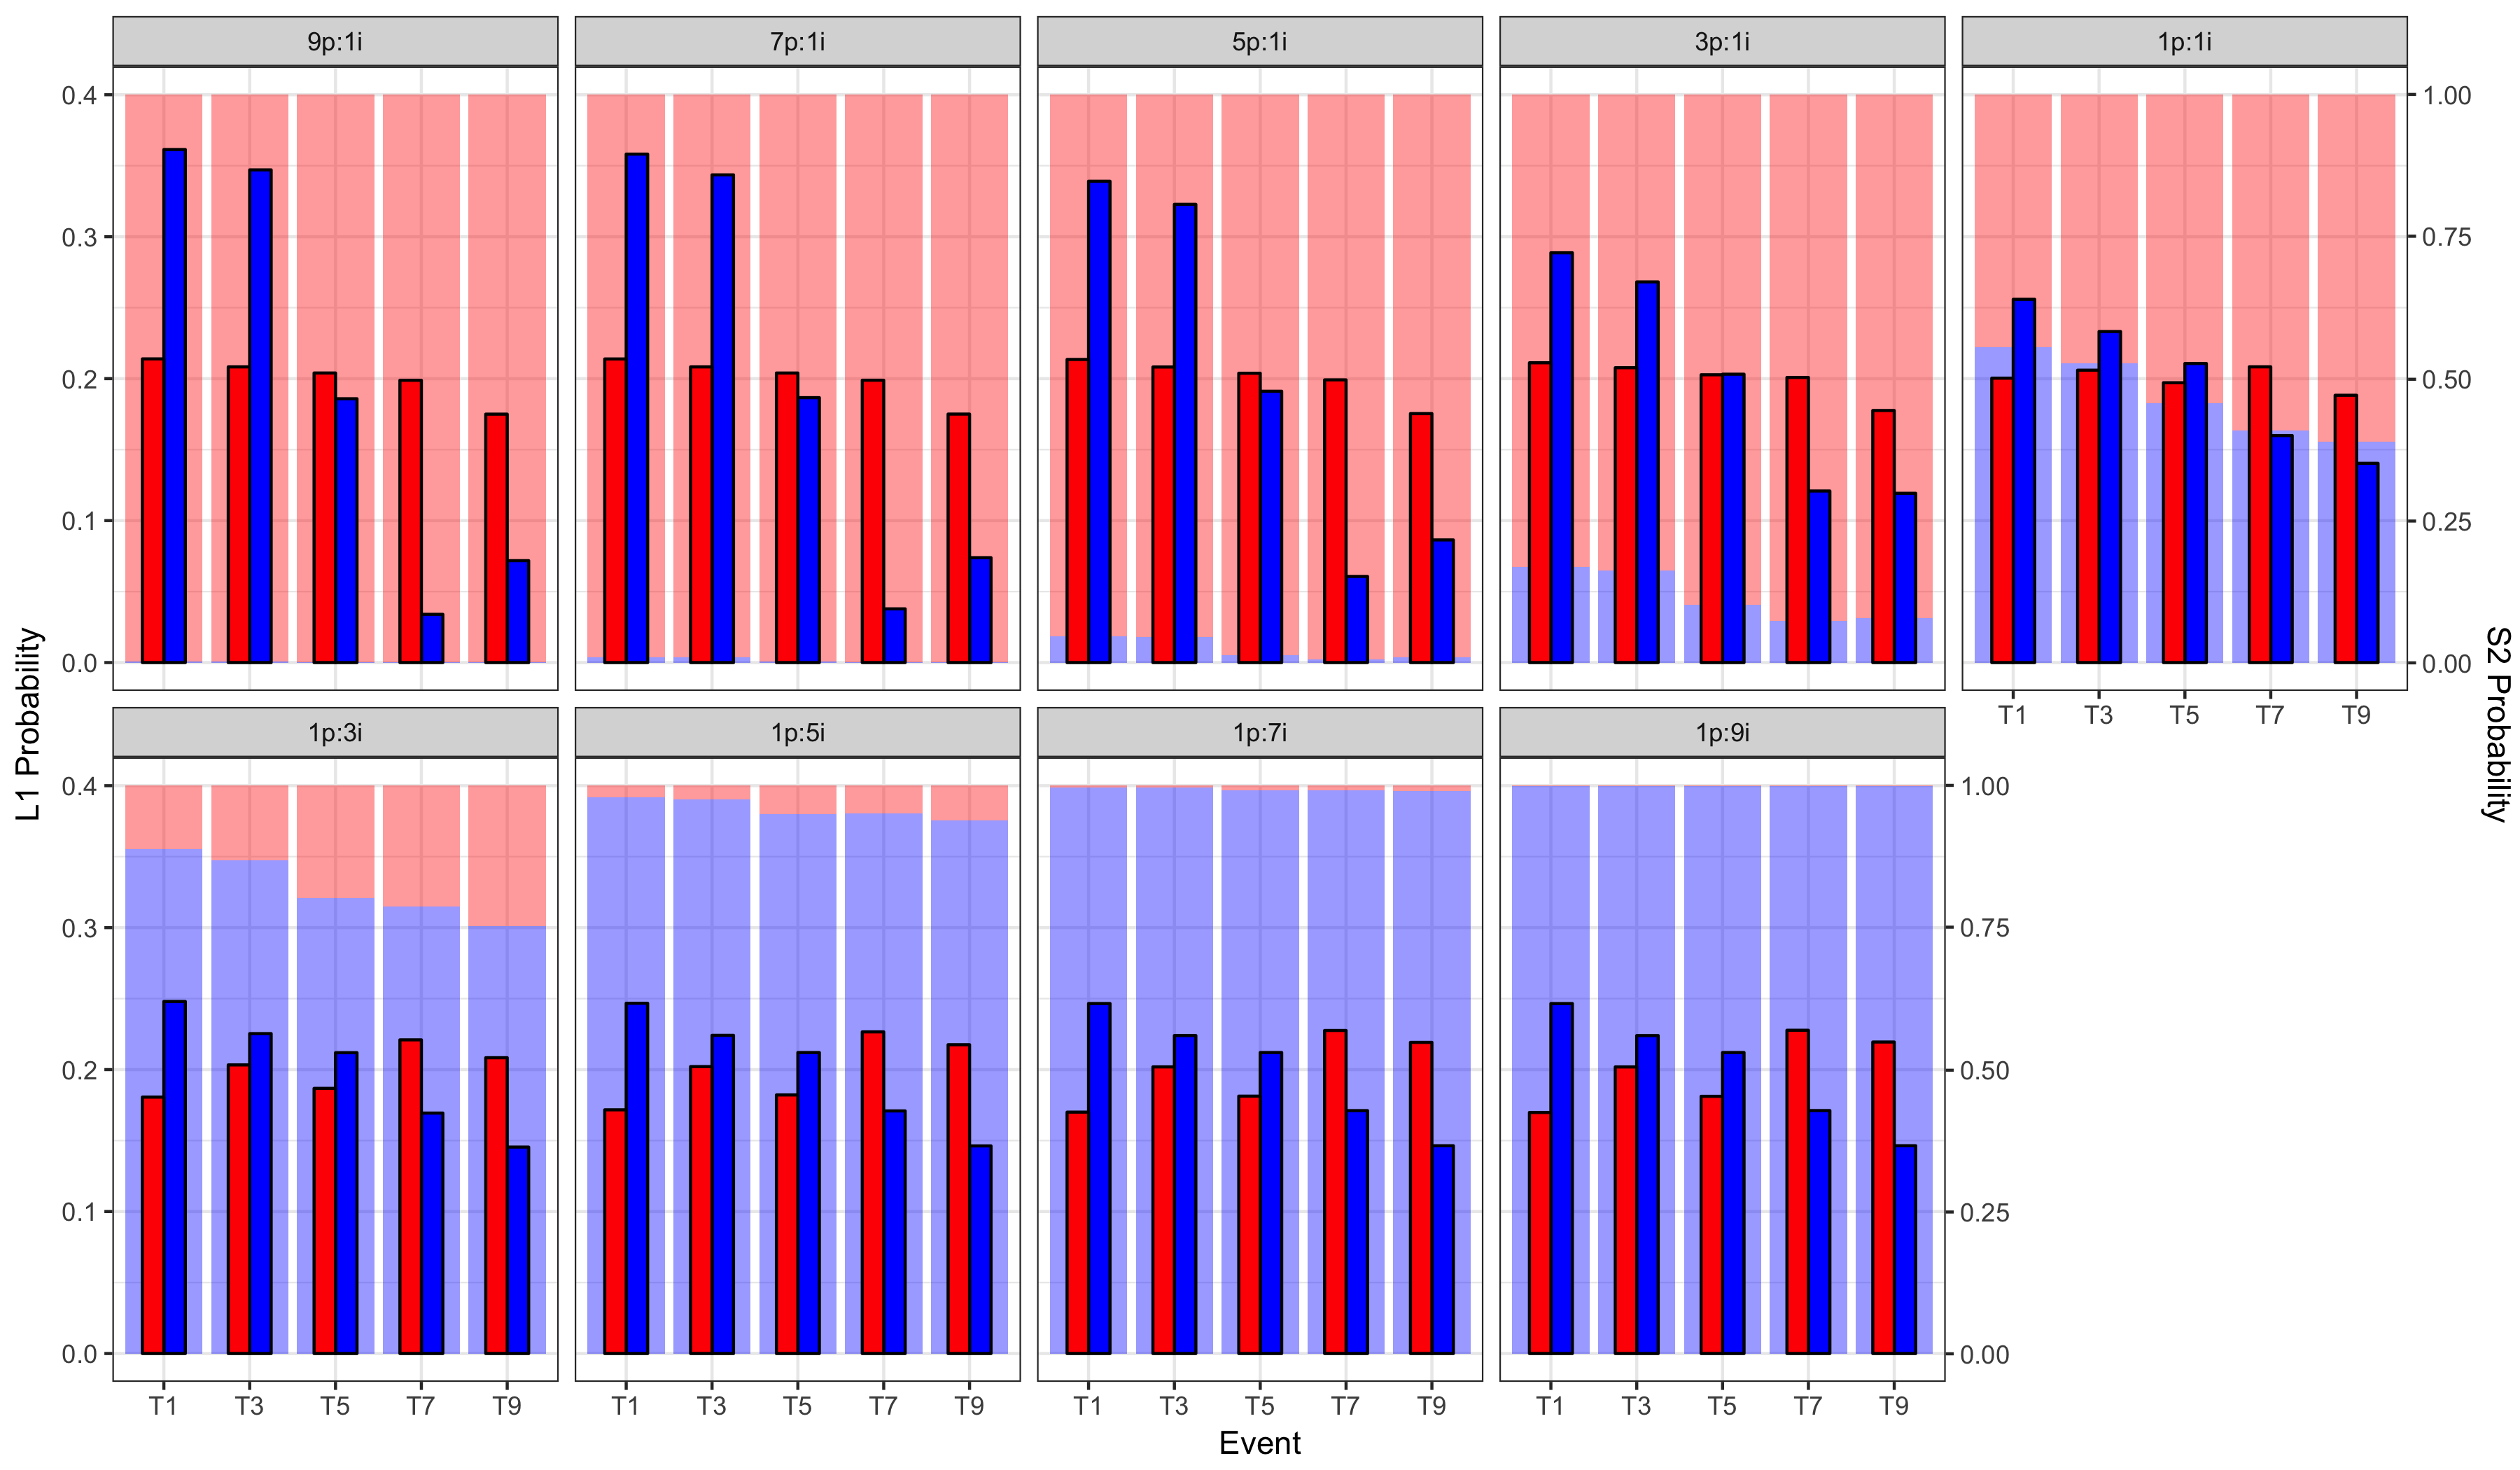 9p:1i 7p:1i 5p:1i 3p:1i 1p:1i
0.4 1.00
0.3 0.75
0.2 0.50
0.1 0.25
0.0 0.00
T1 T3 T5 T7 T9
L1 Probability
S2 Probability
1p:3i 1p:5i 1p:7i 1p:9i
0.4 1.00
0.3 0.75
0.2 0.50
0.1 0.25
0.0 0.00
T1 T3 T5 T7 T9 T1 T3 T5 T7 T9 T1 T3 T5 T7 T9 T1 T3 T5 T7 T9
Event